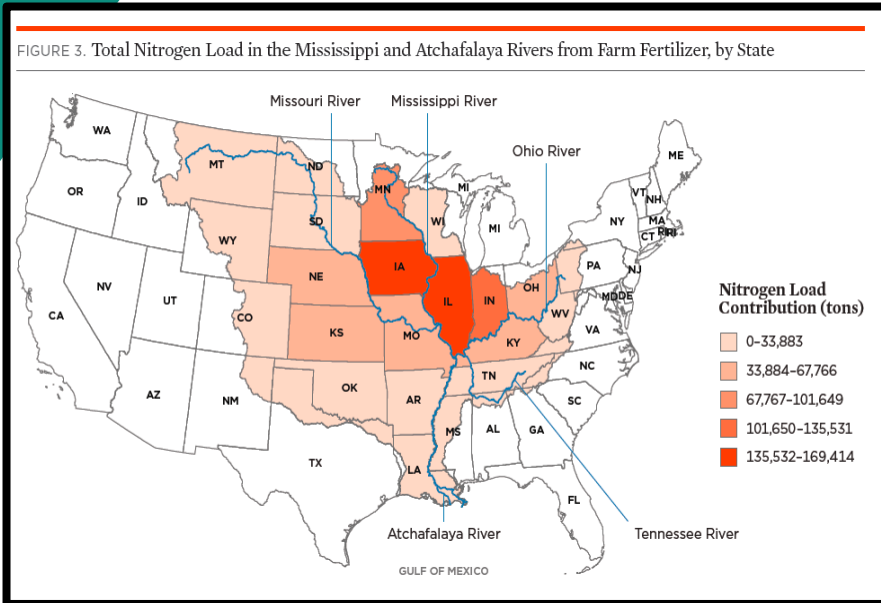 FIGURE 3. Total Nitrogen Load in the Mississippi and Atchafalaya Rivers from Farm Fertilizer, by State
Missouri River
Mississippi River
Ohio River
WA
MT
ND
MN
MI
ME
OR
ID
SD
WI
MI
VT
NH
NY
MA
CT
RI
WY
IA
PA
NJ
NV
NE
IL
IN
OH
MD
DE
CA
UT
CO
KS
MO
WV
VA
KY
AZ
NM
OK
AR
TN
NC
SC
TX
LA
MS
AL
GA
FL
Nitrogen Load
Contribution (tons)
0–33,883
33,884–67,766
67,767–101,649
101,650–135,531
135,532–169,414
Atchafalaya River
Tennessee River
GULF OF MEXICO